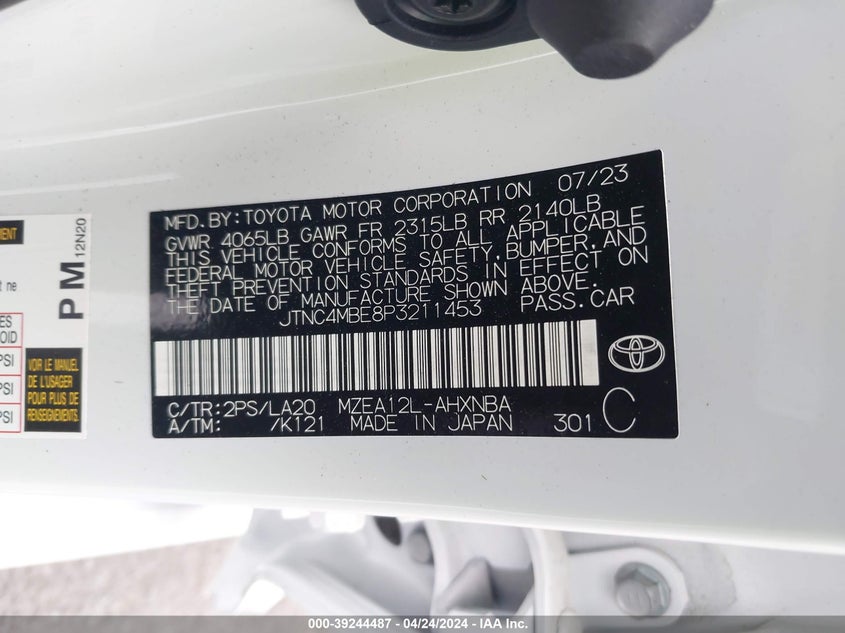 MFD.BY:TOYOTA MOTOR CORPORATION 07/23
GVWR 4065LB GAWR FR 2315LB RR 2140LB
THIS VEHICLE CONFORMS TO ALL APPLICABLE
FEDERAL MOTOR VEHICLE SAFETY,BUMPER,AND
THEFT PREVENTION STANDARDS IN EFFECT ON
THE DATE OF MANUFACTURE SHOWN ABOVE.
JTNC4MBE8P3211453 PASS.CAR
C/TR:2PS/LA20 MZEA12L-AHXNBA
A/TM: /K121 MADE IN JAPAN 301 C
PM 12N20
ne
PSI
PSI
PSI
VOIR LE MANUEL
DE L'USAGER
POUR PLUS DE
RENSEIGNEMENTS.
000-39244487 - 04/24/2024 - IAA Inc.